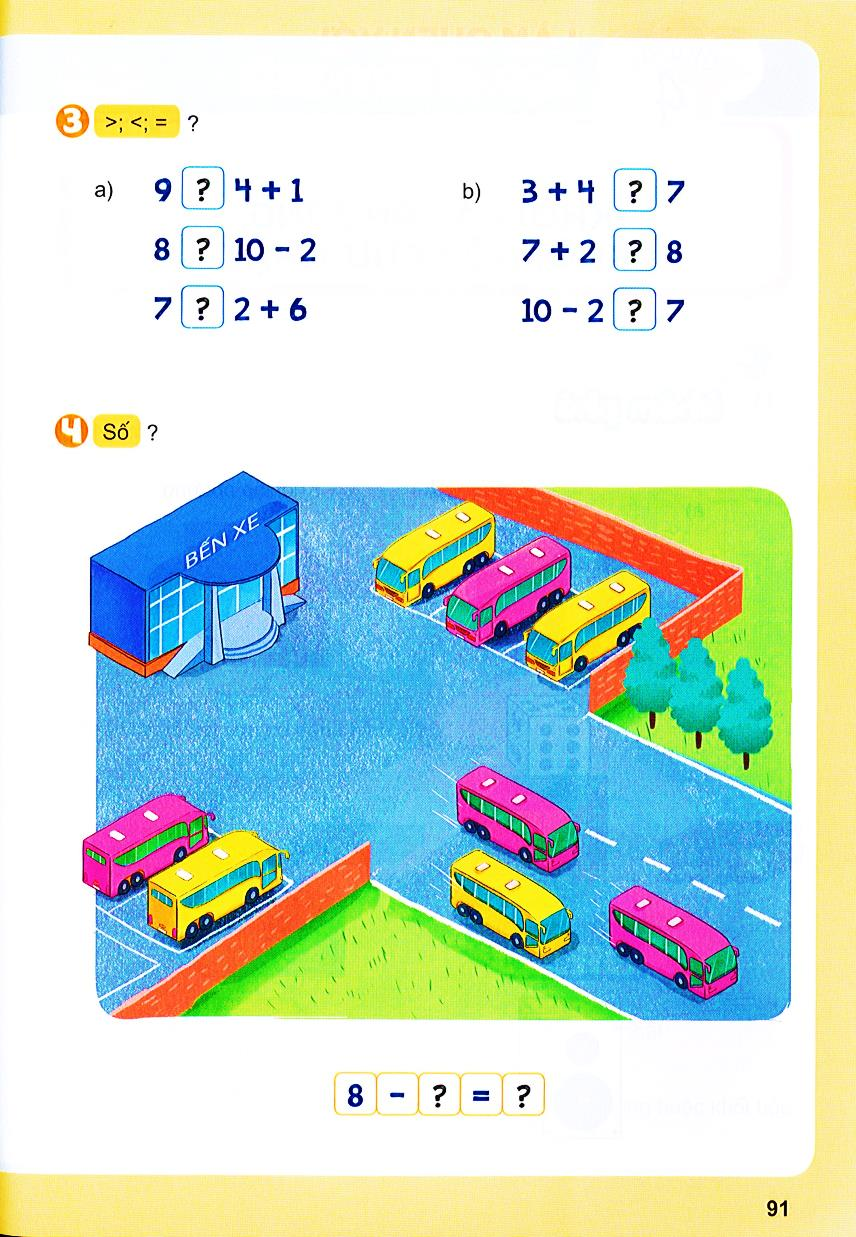 3 >; <; = ?
a) 9 ? 4 + 1 b) 3 + 4 ? 7
8 ? 10 - 2 7 + 2 ? 8
7 ? 2 + 6 10 - 2 ? 7
4 Số ?
BẾN XE
8 - ? = ?
91